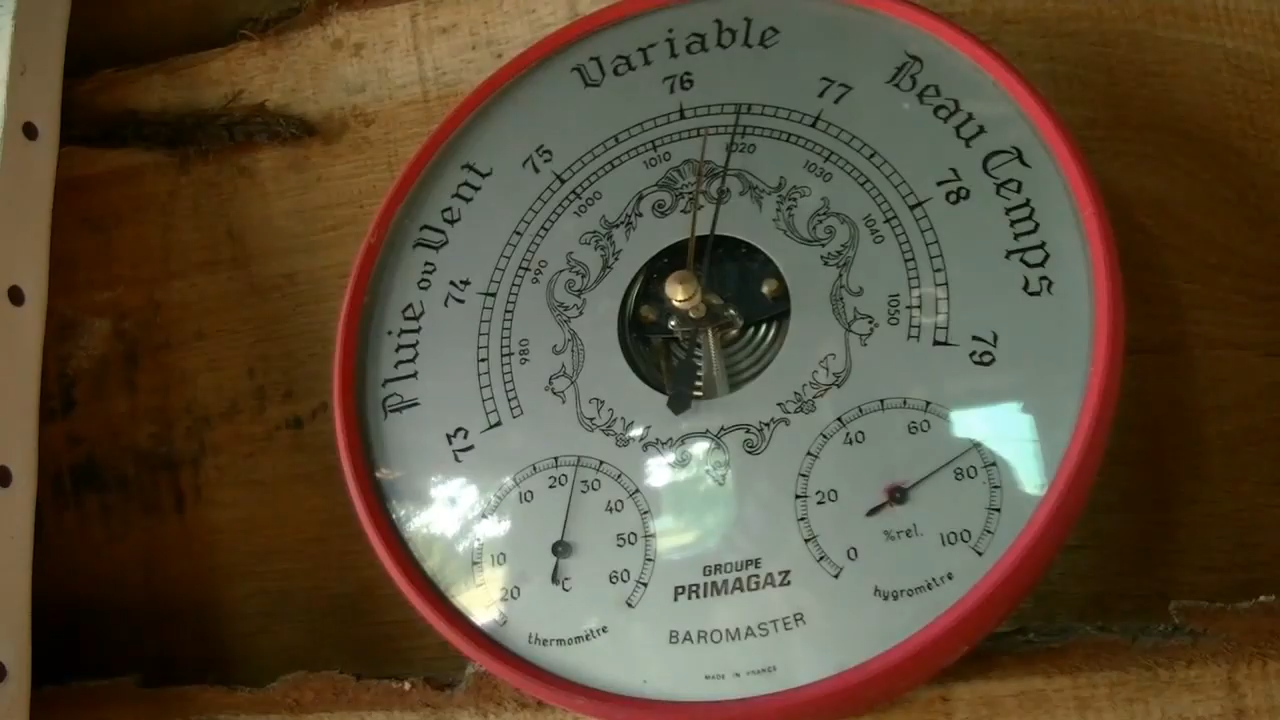 Variable
Beau Temps
Pluie ou Vent
73
74
75
76
77
78
79
980
990
1000
1010
1020
1030
1040
1050
20
10
10
20
30
40
50
60
°C
thermomètre
0
20
40
60
80
100
%rel.
hygromètre
GROUPE
PRIMAGAZ
BAROMASTER
MADE IN FRANCE